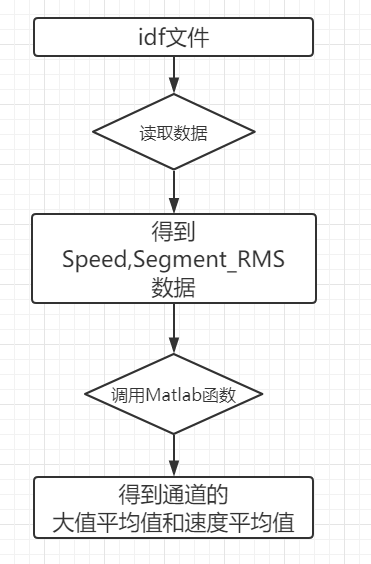 idf文件
读取数据
得到
Speed,Segment_RMS
数据
调用Matlab函数
得到通道的
大值平均值和速度平均值